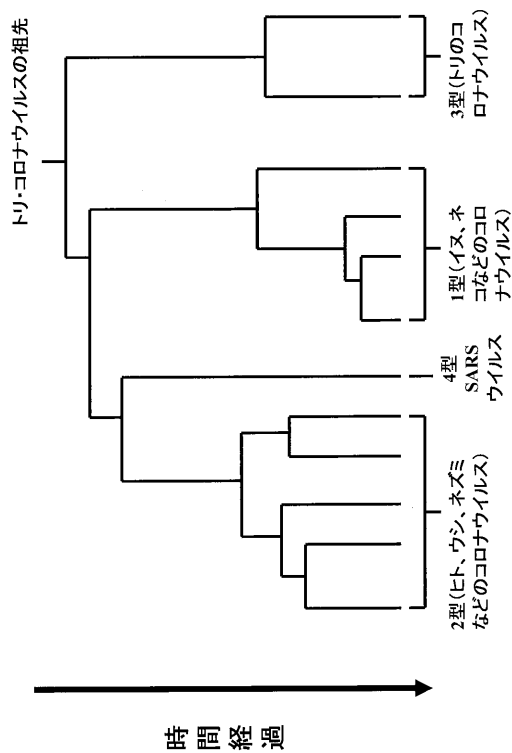 トリ・コロナウイルスの祖先
時間経過
2型(ヒト、ウシ、ネズミ
などのコロナウイルス)
4型
SARS
ウイルス
1型(イヌ、ネ
コなどのコロ
ナウイルス)
3型(トリのコ
ロナウイルス)